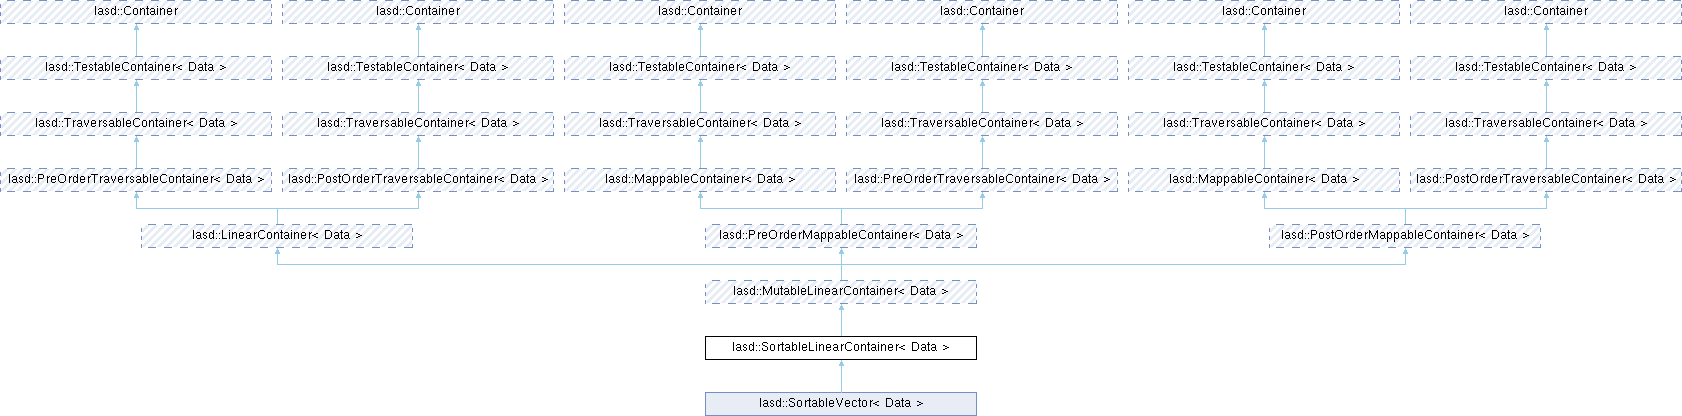 lasd::Container lasd::Container lasd::Container lasd::Container lasd::Container lasd::Container
lasd::TestableContainer< Data > lasd::TestableContainer< Data > lasd::TestableContainer< Data > lasd::TestableContainer< Data > lasd::TestableContainer< Data > lasd::TestableContainer< Data >
lasd::TraversableContainer< Data > lasd::TraversableContainer< Data > lasd::TraversableContainer< Data > lasd::TraversableContainer< Data > lasd::TraversableContainer< Data > lasd::TraversableContainer< Data >
lasd::PreOrderTraversableContainer< Data > lasd::PostOrderTraversableContainer< Data > lasd::MappableContainer< Data > lasd::PreOrderTraversableContainer< Data > lasd::MappableContainer< Data > lasd::PostOrderTraversableContainer< Data >
lasd::LinearContainer< Data > lasd::PreOrderMappableContainer< Data > lasd::PostOrderMappableContainer< Data >
lasd::MutableLinearContainer< Data >
lasd::SortableLinearContainer< Data >
lasd::SortableVector< Data >